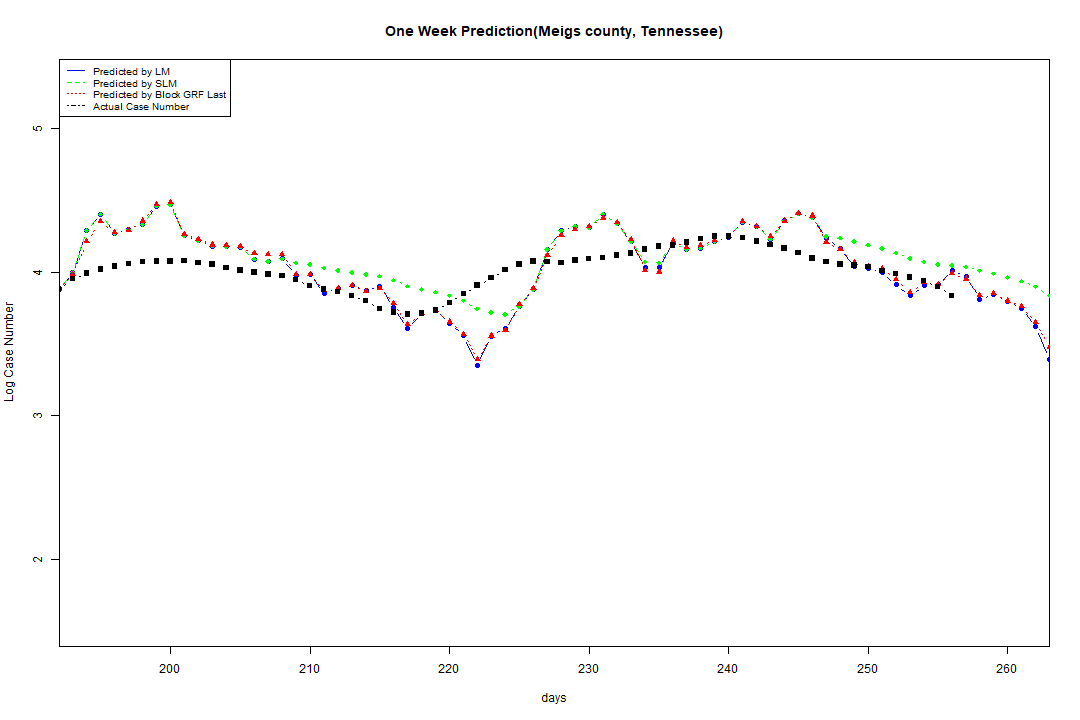 One Week Prediction(Meigs county, Tennessee)
Predicted by LM
Predicted by SLM
Predicted by Block GRF Last
Actual Case Number
5
4
3
2
Log Case Number
200 210 220 230 240 250 260
days